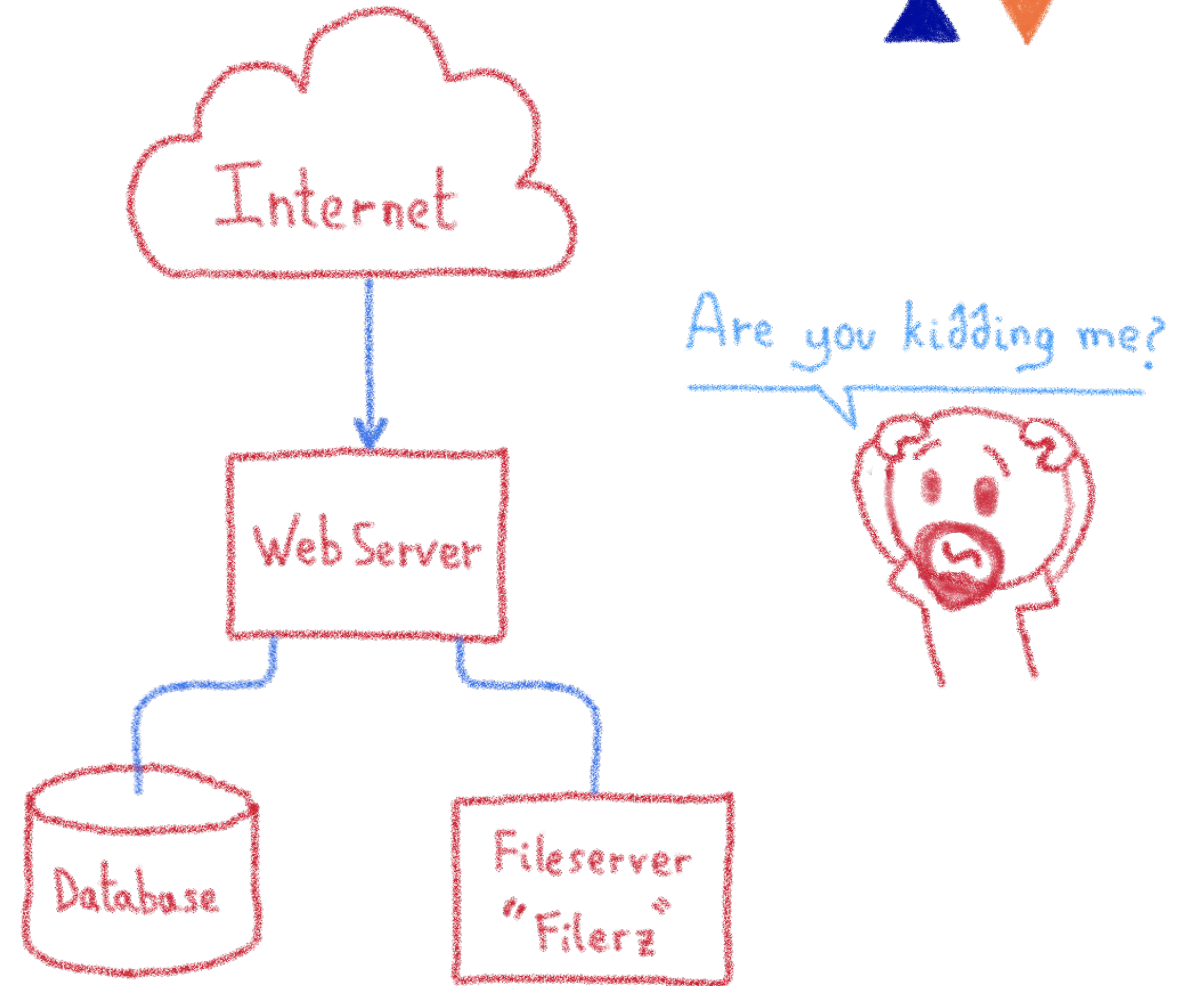 Internet
Are you kidding me?
Web Server
Database
Fileserver
"Filerz"